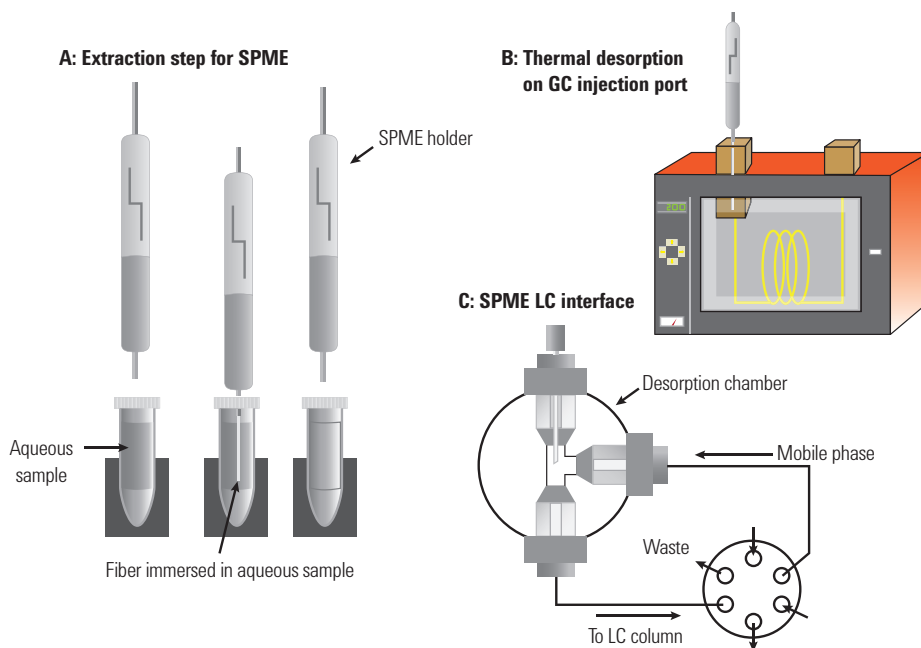 A: Extraction step for SPME
SPME holder
Aqueous
sample
Fiber immersed in aqueous sample
B: Thermal desorption
on GC injection port
200
C: SPME LC interface
Desorption chamber
Mobile phase
Waste
To LC column